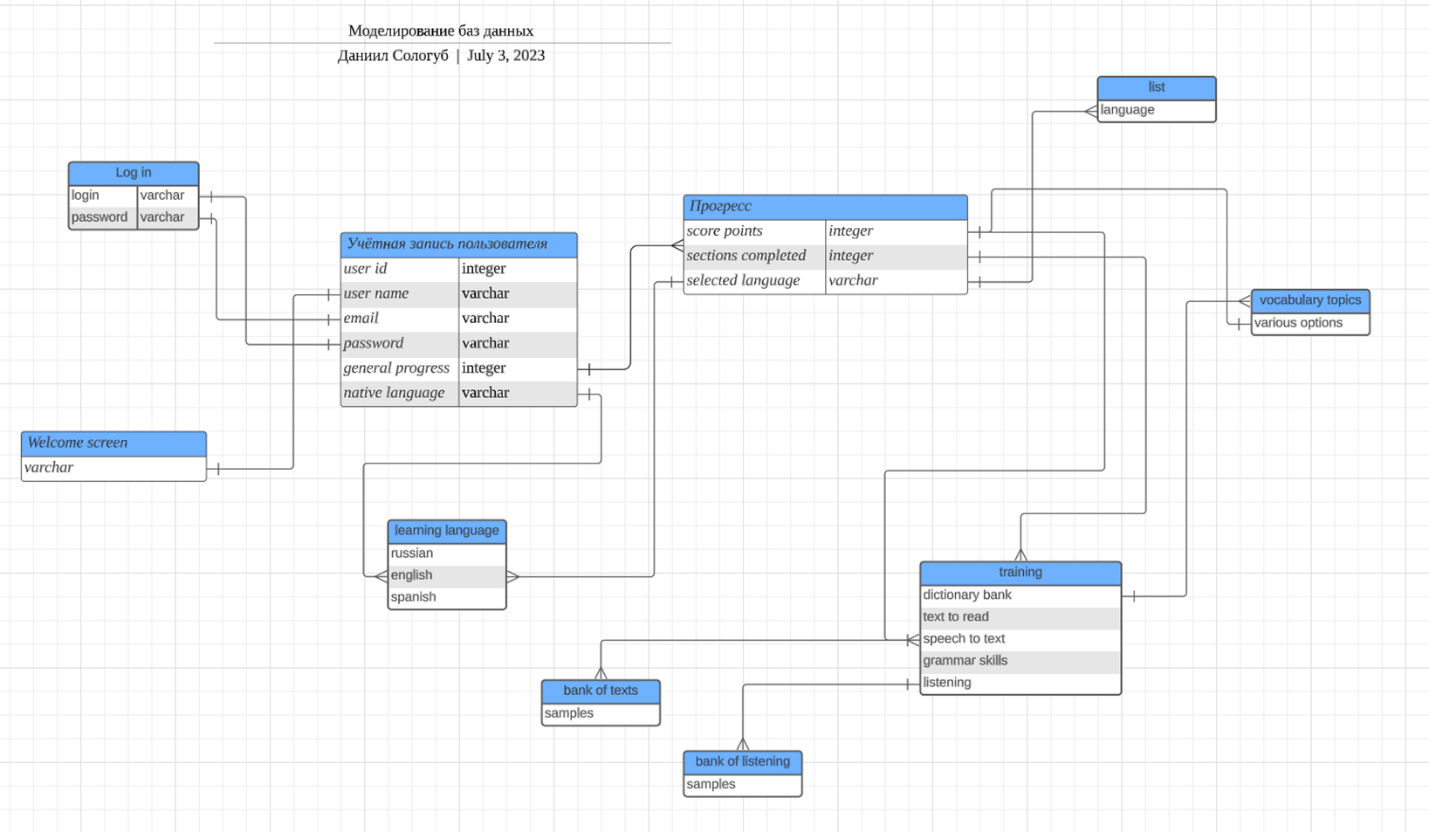 Моделирование баз данных
Даниил Сологуб | July 3, 2023
list
language
Log in
login varchar
password varchar
Прогресс
score points integer
sections completed integer
selected language varchar
Учётная запись пользователя
user id integer
user name varchar
email varchar
password varchar
general progress integer
native language varchar
vocabulary topics
various options
Welcome screen
varchar
learning language
russian
english
spanish
training
dictionary bank
text to read
speech to text
grammar skills
listening
bank of texts
samples
bank of listening
samples